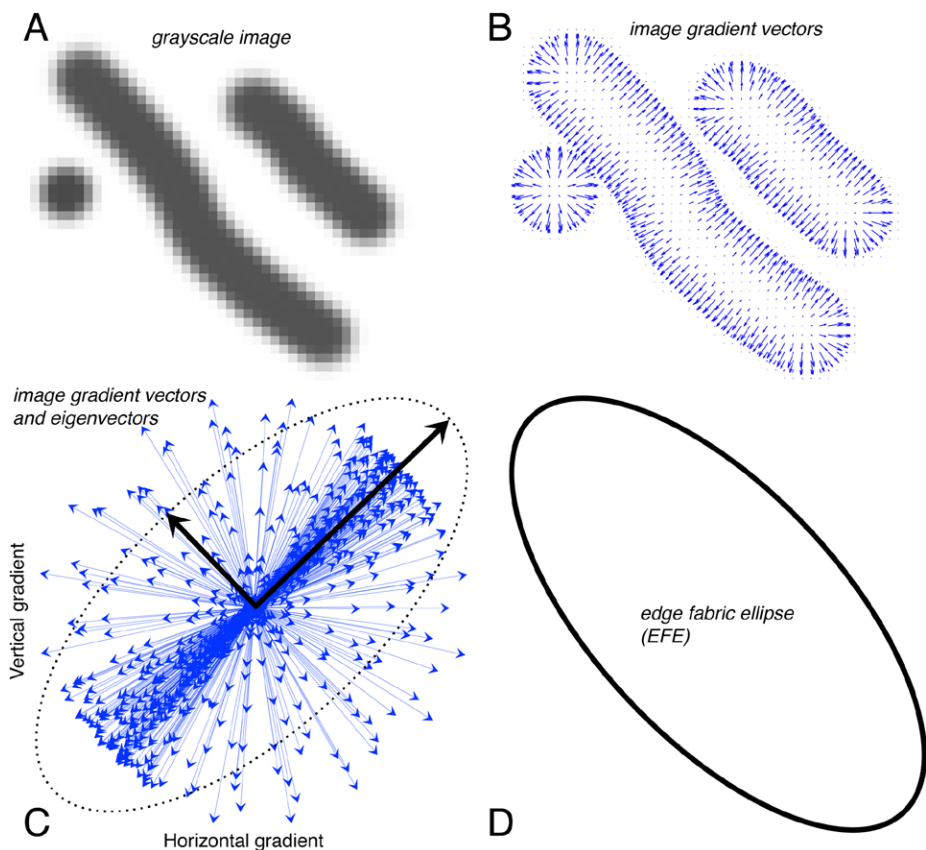 A
grayscale image
B
image gradient vectors
image gradient vectors
and eigenvectors
Vertical gradient
C
Horizontal gradient
edge fabric ellipse
(EFE)
D